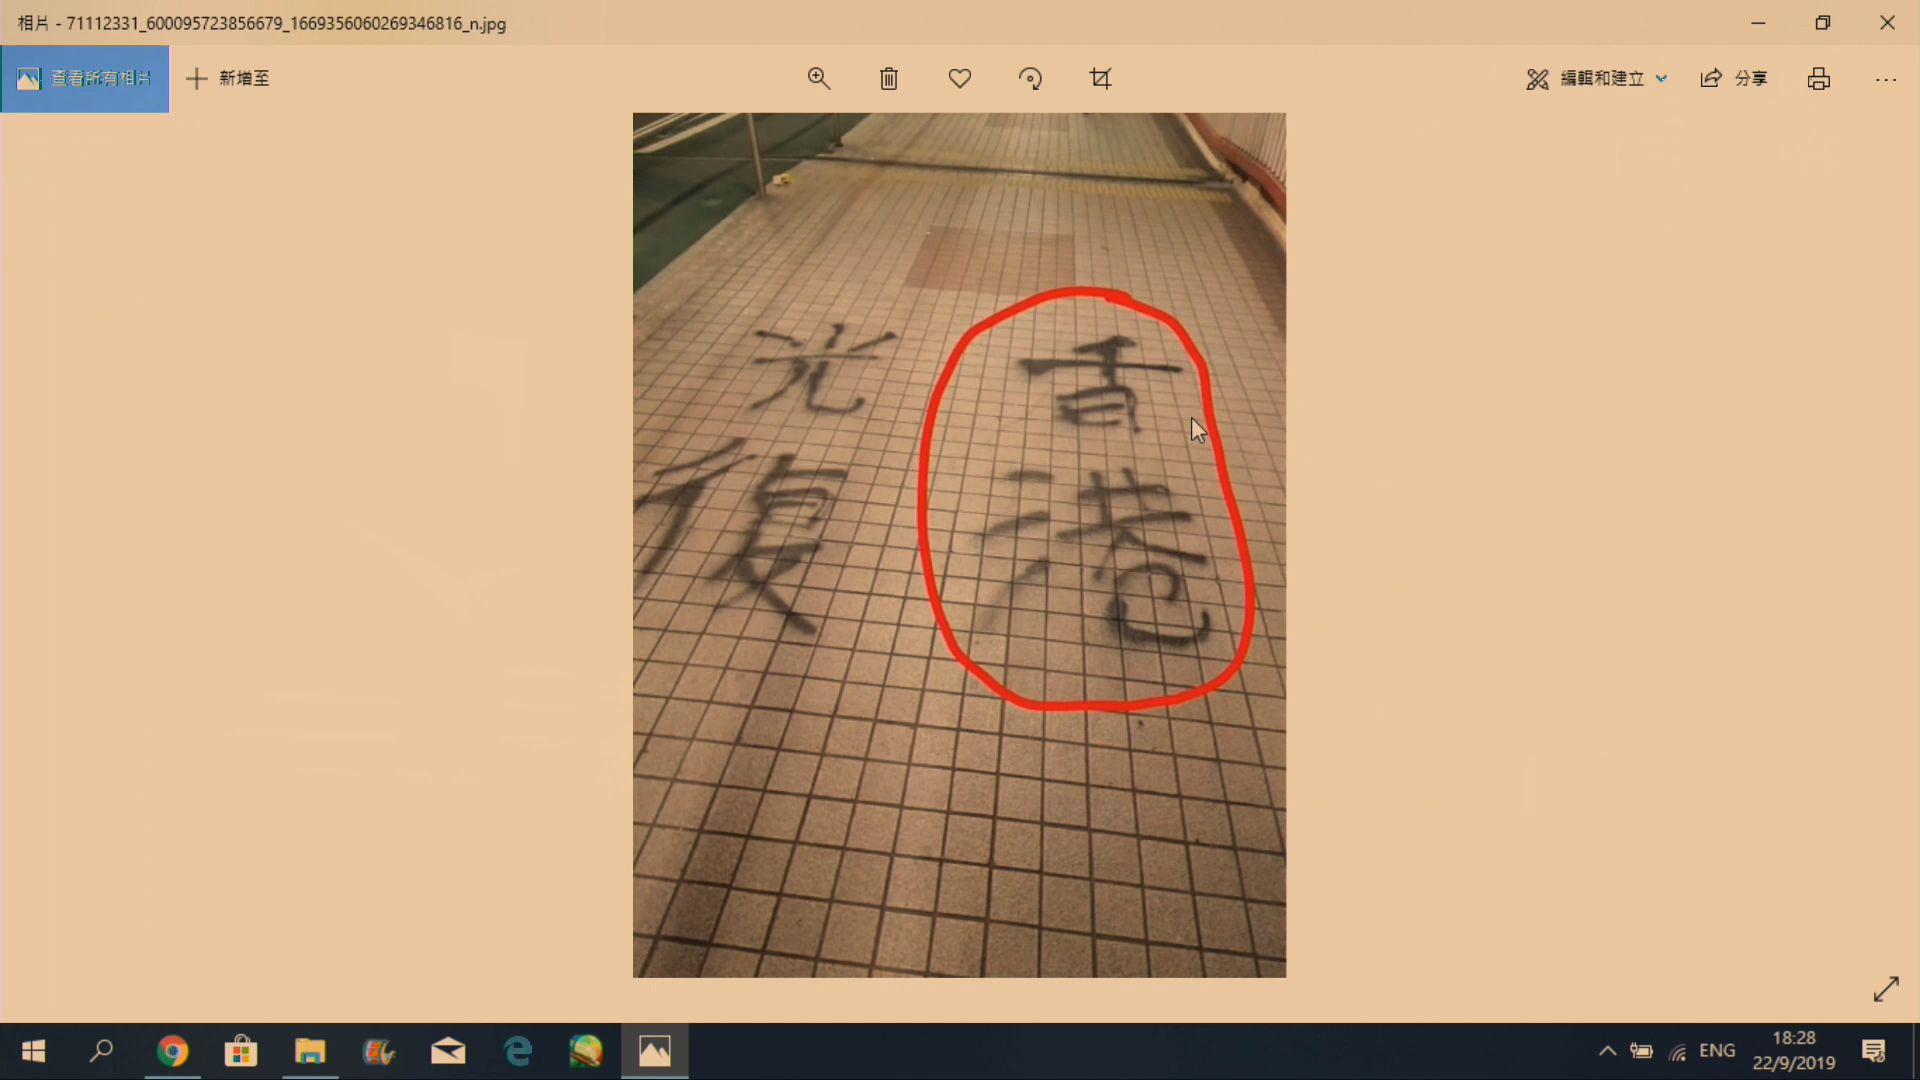 相片 - 71112331_600095723856679_1669356060269346816_n.jpg
查看所有相片
新增至
編輯和建立
分享
光復
香港
ENG
18:28
22/9/2019